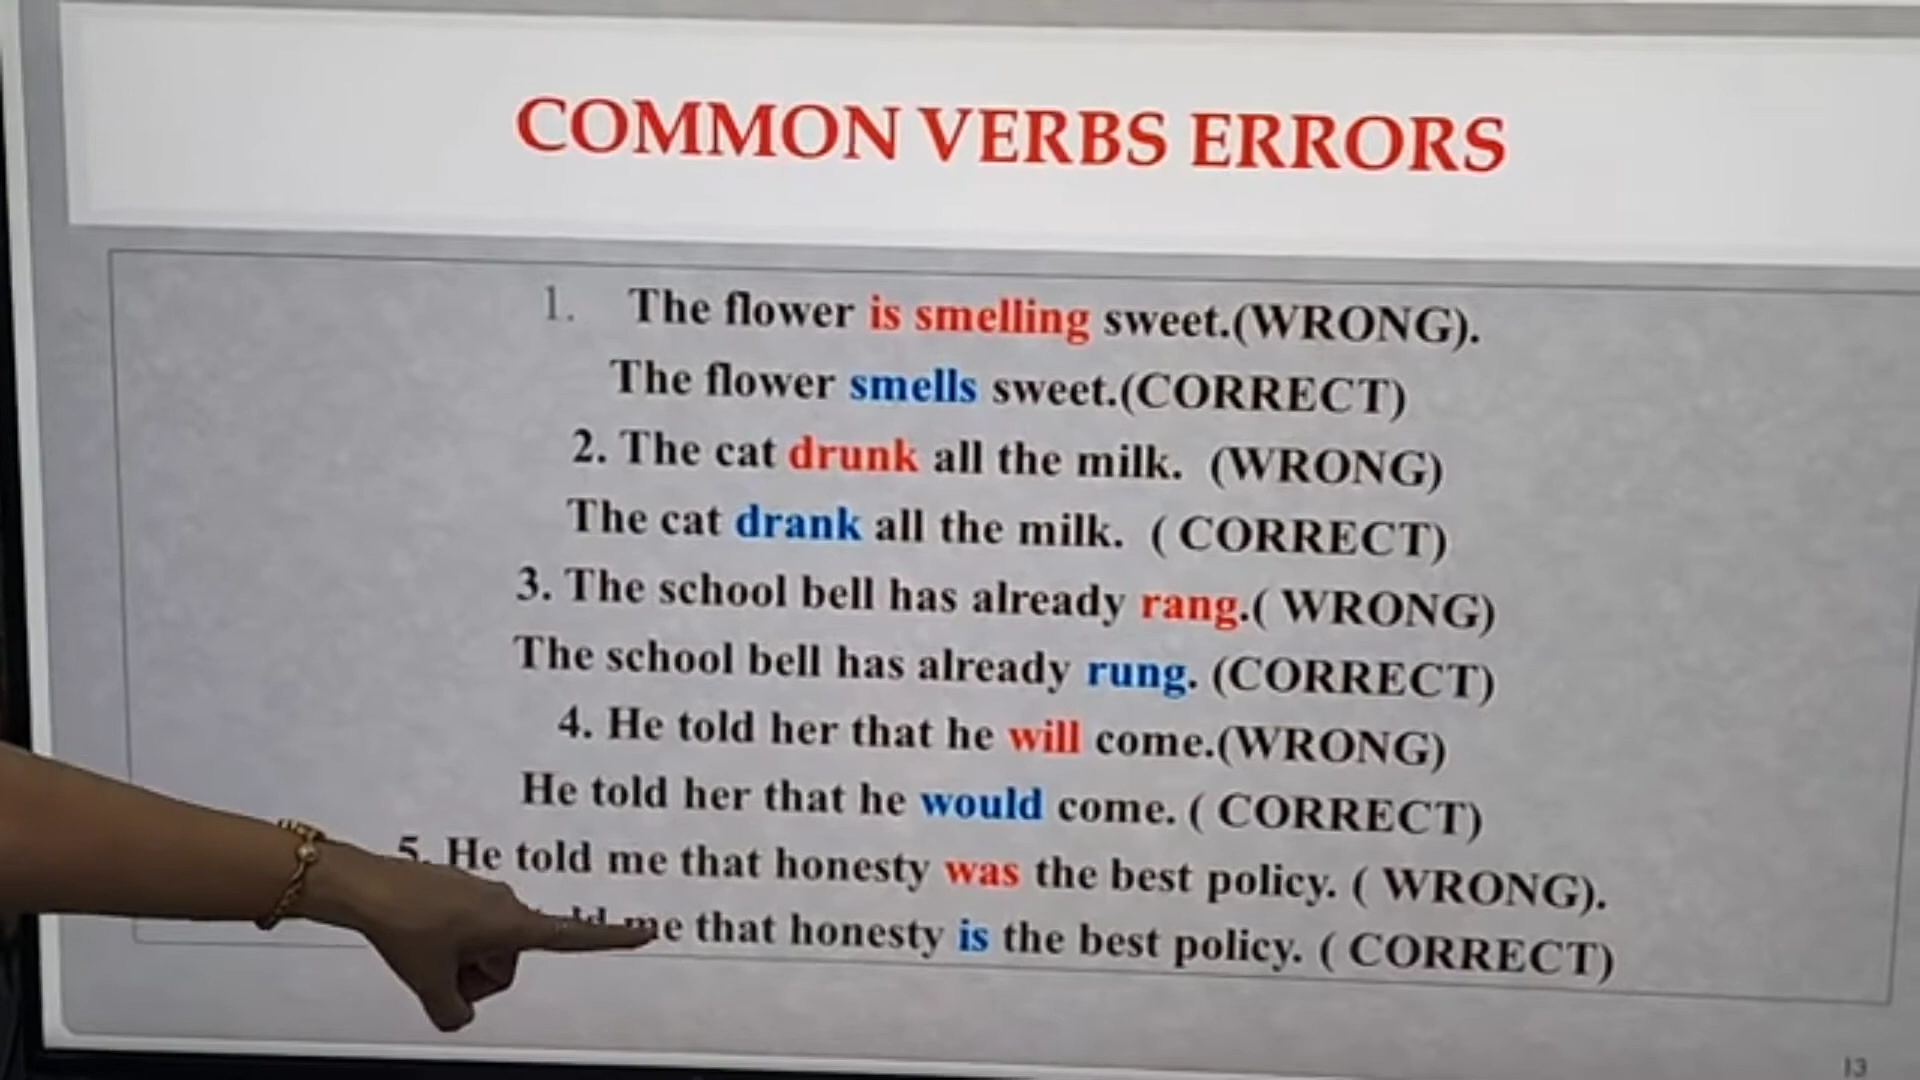 COMMON VERBS ERRORS
1. The flower is smelling sweet.(WRONG).
The flower smells sweet.(CORRECT)
2. The cat drunk all the milk. (WRONG)
The cat drank all the milk. ( CORRECT)
3. The school bell has already rang.( WRONG)
The school bell has already rung. (CORRECT)
4. He told her that he will come.(WRONG)
He told her that he would come. ( CORRECT)
5. He told me that honesty was the best policy. ( WRONG).
me that honesty is the best policy. ( CORRECT)
13